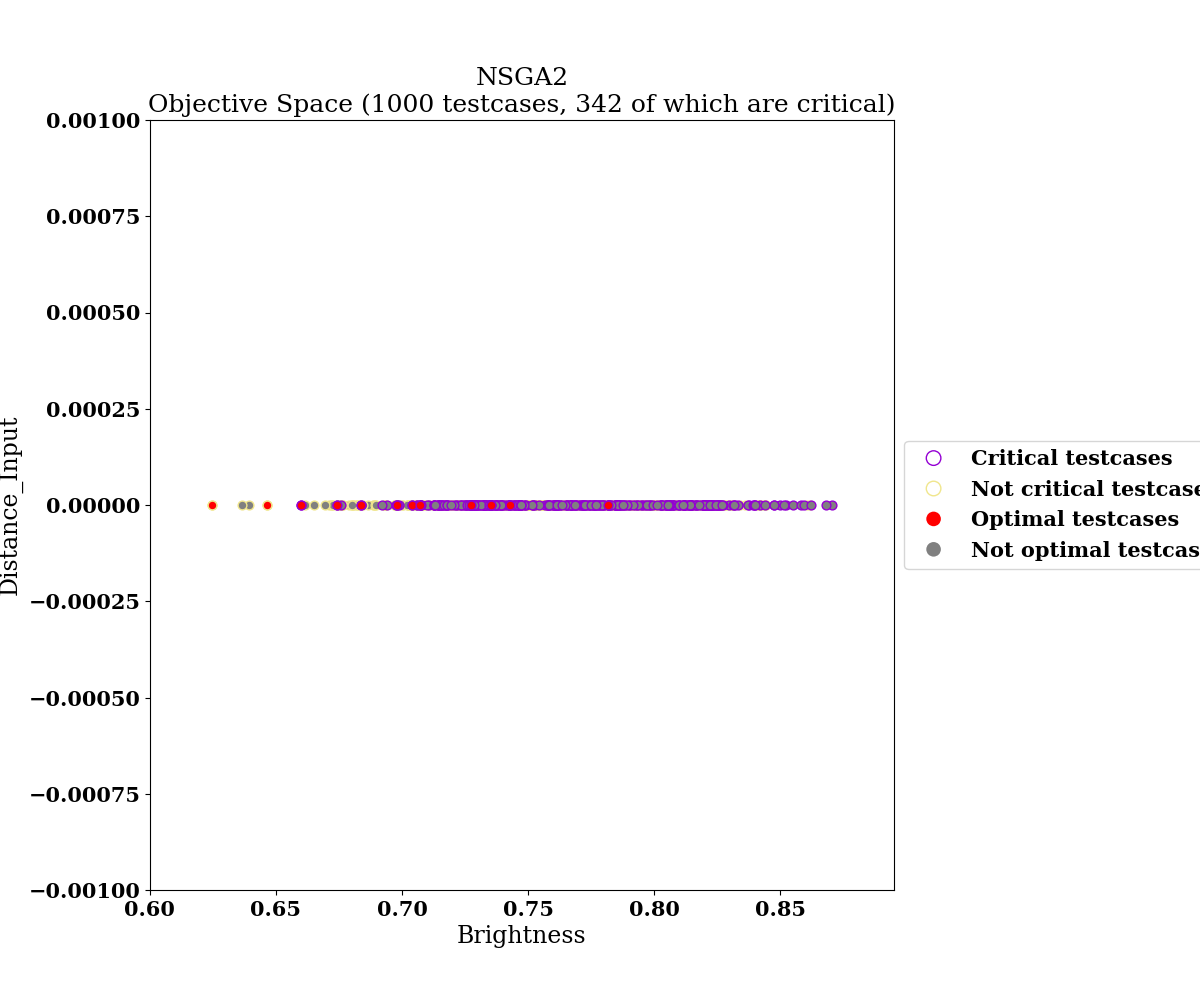 NSGA2
Objective Space (1000 testcases, 342 of which are critical)
0.00100
0.00075
0.00050
0.00025
0.00000
−0.00025
−0.00050
−0.00075
−0.00100
Distance_Input
0.60 0.65 0.70 0.75 0.80 0.85
Brightness
Critical testcases
Not critical testcase
Optimal testcases
Not optimal testcas